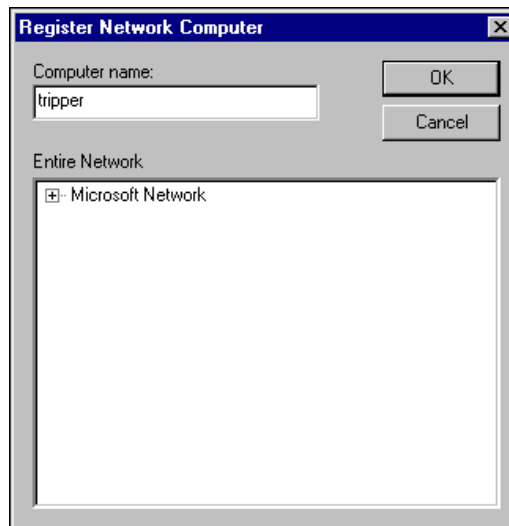 Register Network Computer
Computer name:
tripper
OK
Cancel
Entire Network
Microsoft Network